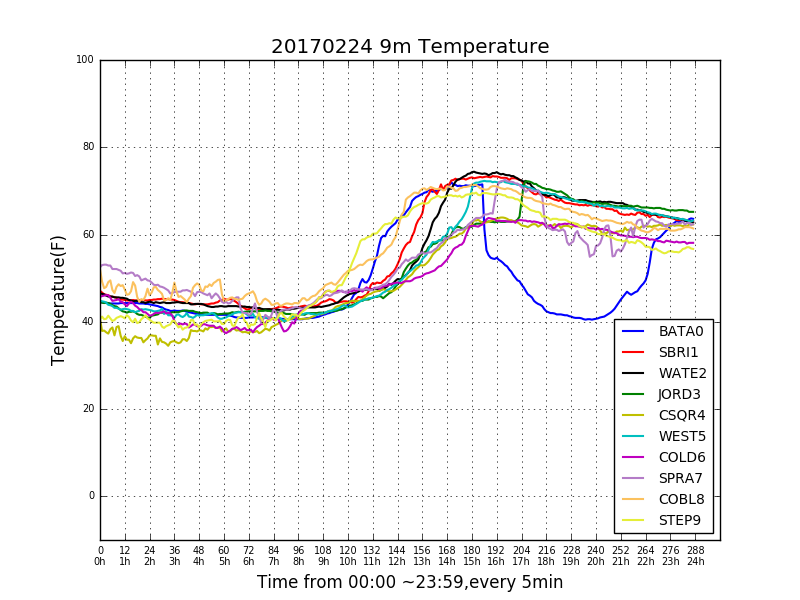 20170224 9m Temperature
Temperature(F)
100
80
60
40
20
0
BATA0
SBRI1
WATE2
JORD3
CSQR4
WEST5
COLD6
SPRA7
COBL8
STEP9
0 12 24 36 48 60 72 84 96 108 120 132 144 156 168 180 192 204 216 228 240 252 264 276 288
0h 1h 2h 3h 4h 5h 6h 7h 8h 9h 10h 11h 12h 13h 14h 15h 16h 17h 18h 19h 20h 21h 22h 23h 24h
Time from 00:00 ~23:59,every 5min